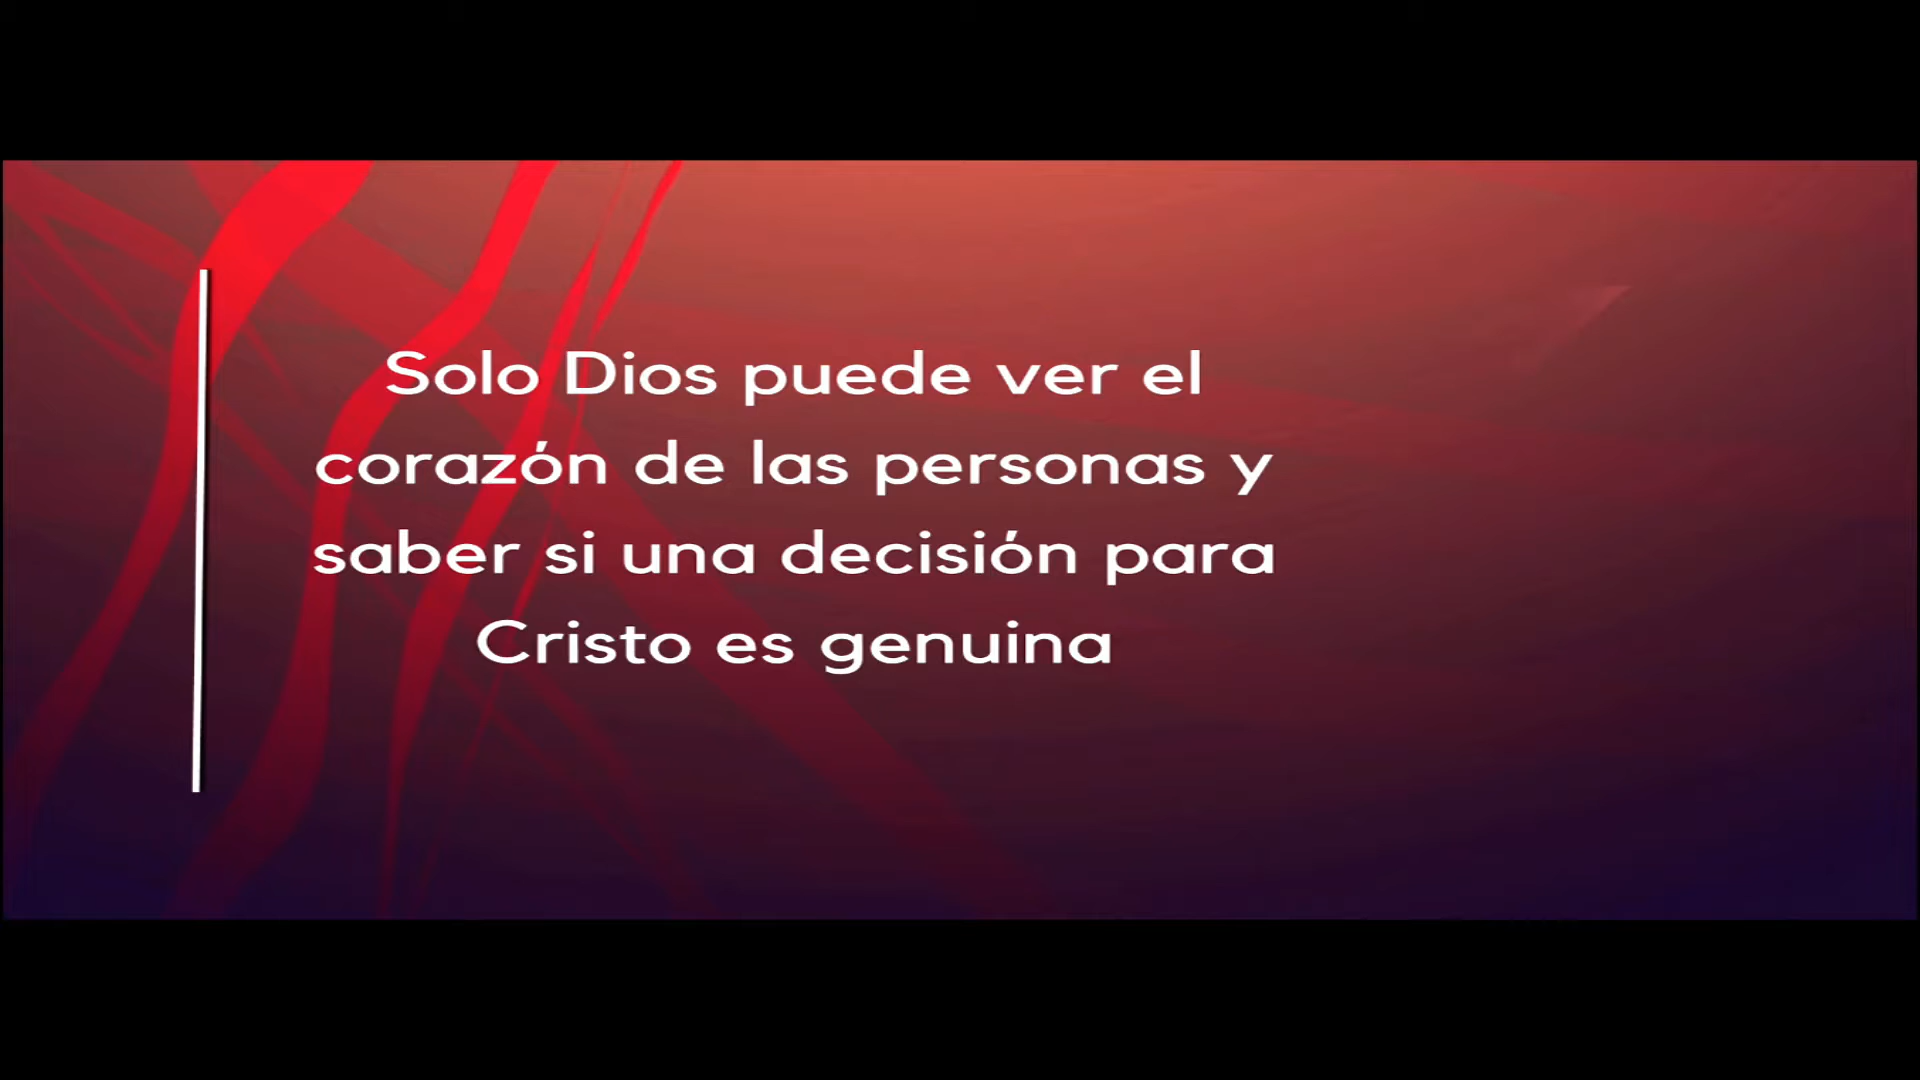 Solo Dios puede ver el
corazón de las personas y
saber si una decisión para
Cristo es genuina